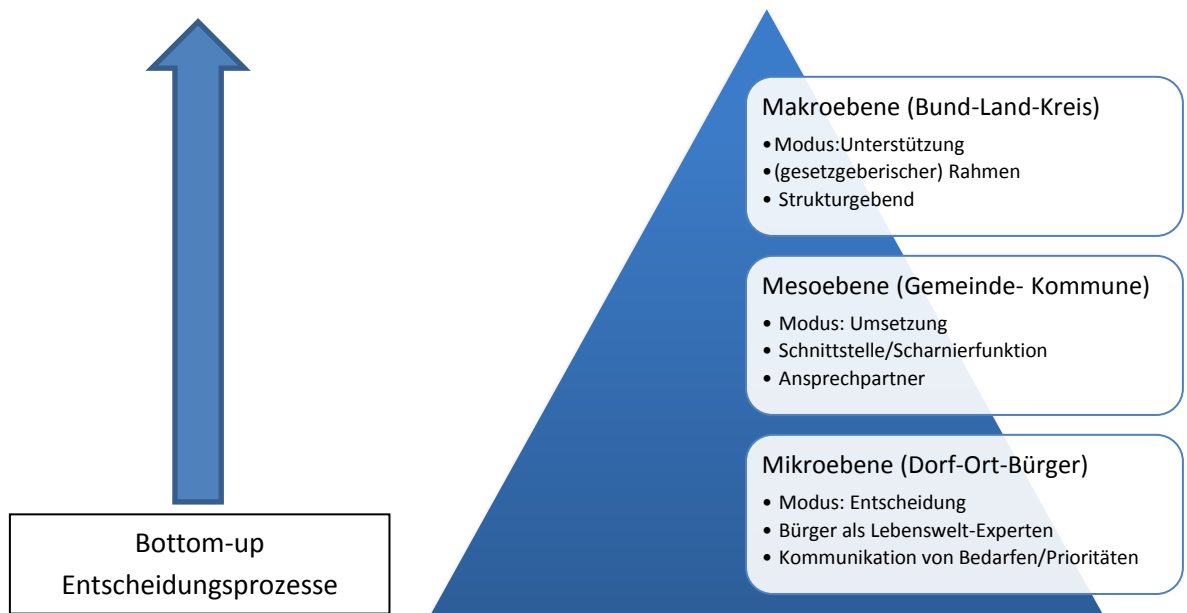 Makroebene (Bund-Land-Kreis)
•Modus:Unterstützung
•(gesetzgeberischer) Rahmen
• Strukturgebend
Mesoebene (Gemeinde- Kommune)
• Modus: Umsetzung
• Schnittstelle/Scharnierfunktion
• Ansprechpartner
Mikroebene (Dorf-Ort-Bürger)
• Modus: Entscheidung
• Bürger als Lebenswelt-Experten
• Kommunikation von Bedarfen/Prioritäten
Bottom-up
Entscheidungsprozesse